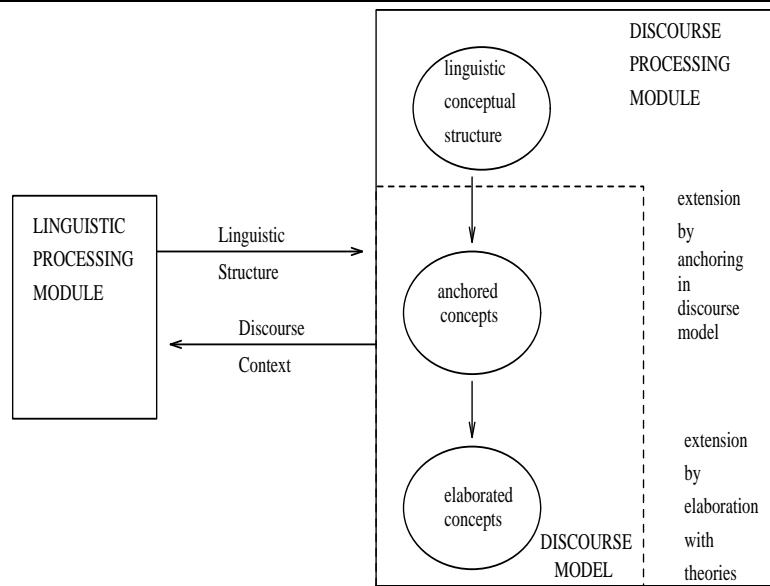 DISCOURSE
PROCESSING
MODULE
linguistic
conceptual
structure
LINGUISTIC
PROCESSING
MODULE
Linguistic
Structure
Discourse
Context
anchored
concepts
extension
by
anchoring
in
discourse
model
elaborated
concepts
DISCOURSE
MODEL
extension
by
elaboration
with
theories